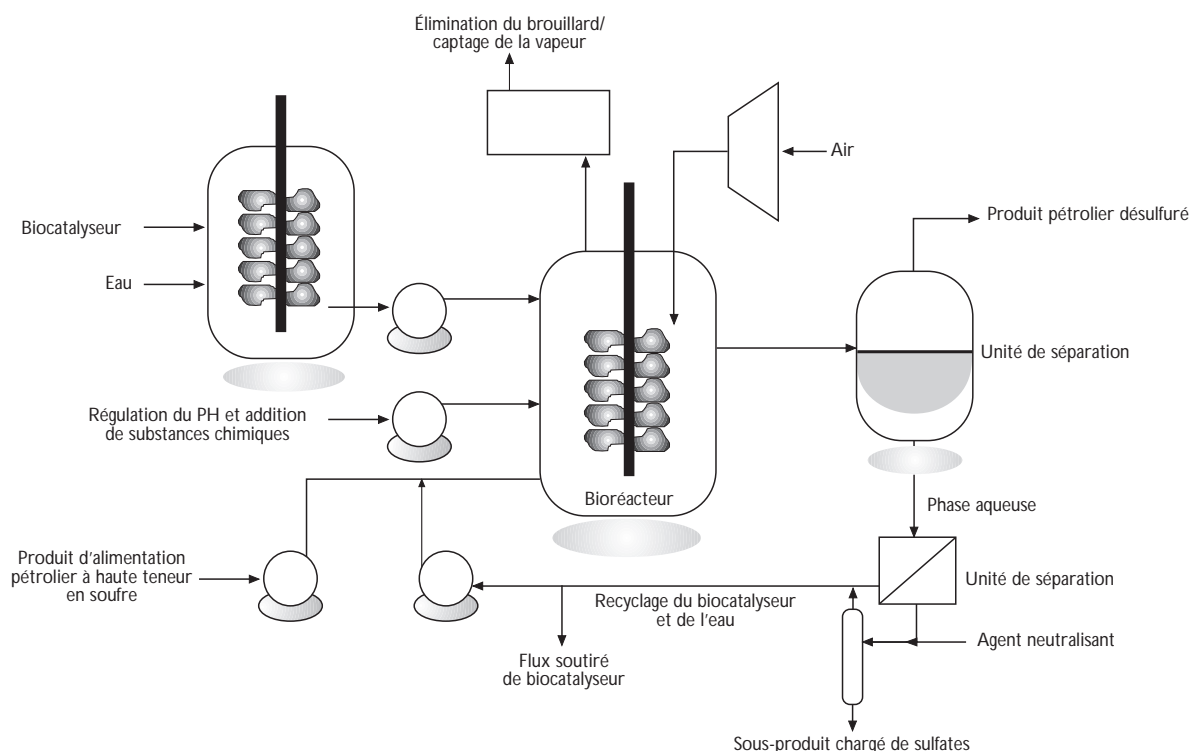 Élimination du brouillard/
captage de la vapeur
Air
Biocatalyseur
Eau
Produit pétrolier désulfuré
Unité de séparation
Régulation du PH et addition
de substances chimiques
Bioréacteur
Phase aqueuse
Produit d'alimentation
pétrolier à haute teneur
en soufre
Unité de séparation
Recyclage du biocatalyseur
et de l'eau
Agent neutralisant
Flux soutiré
de biocatalyseur
Sous-produit chargé de sulfates